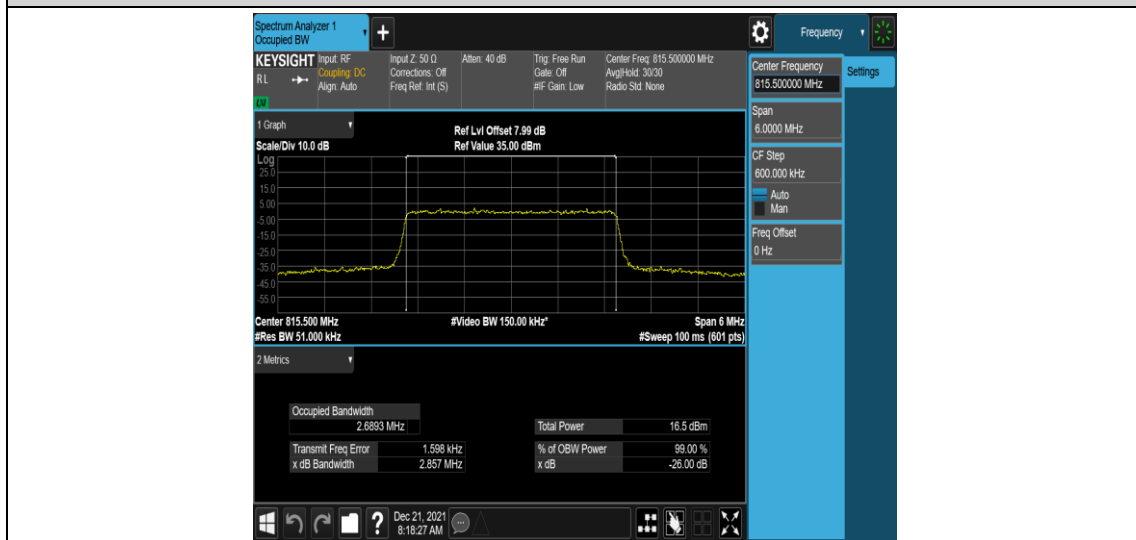 Spectrum Analyzer 1
Occupied BW
Frequency
KEYSIGHT
Input: RF
Coupling: DC
Align: Auto
Input Z: 50 Ω
Corrections: Off
Freq Ref: Int (S)
Atten: 40 dB
Trig: Free Run
Gate: Off
#IF Gain: Low
Center Freq: 815.500000 MHz
Avg|Hold: 30/30
Radio Std: None
RL
LXI
Center Frequency
815.500000 MHz
Settings
Span
6.0000 MHz
CF Step
600.000 kHz
Auto
Man
Freq Offset
0 Hz
1 Graph
Ref Lvl Offset 7.99 dB
Scale/Div 10.0 dB
Ref Value 35.00 dBm
Log
25.0
15.0
5.00
-5.00
-15.0
-25.0
-35.0
-45.0
-55.0
Center 815.500 MHz
#Video BW 150.00 kHz*
Span 6 MHz
#Res BW 51.000 kHz
#Sweep 100 ms (601 pts)
2 Metrics
Occupied Bandwidth
2.6893 MHz
Total Power 16.5 dBm
Transmit Freq Error 1.598 kHz
% of OBW Power 99.00 %
x dB Bandwidth 2.857 MHz
x dB -26.00 dB
?
Dec 21, 2021
8:18:27 AM